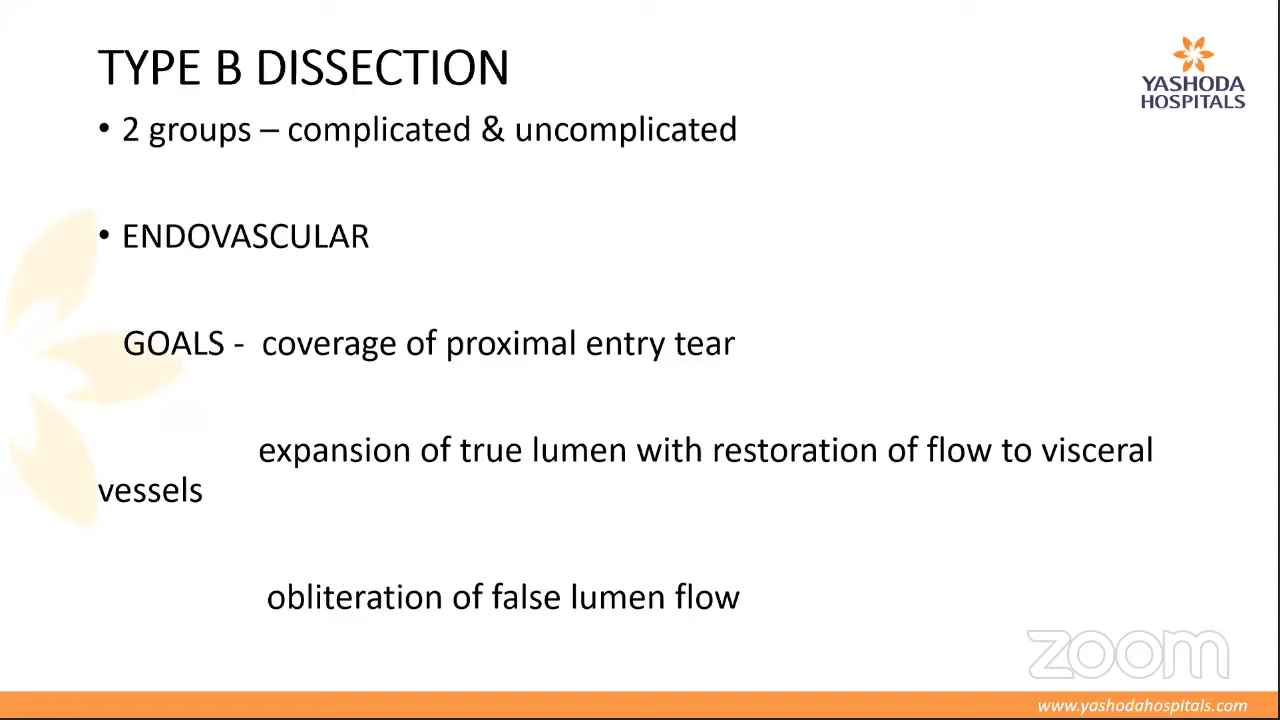 TYPE B DISSECTION
YASHODA
HOSPITALS
• 2 groups – complicated & uncomplicated
• ENDOVASCULAR
GOALS - coverage of proximal entry tear
expansion of true lumen with restoration of flow to visceral
vessels
obliteration of false lumen flow
zoom
www.yashodahospitals.com